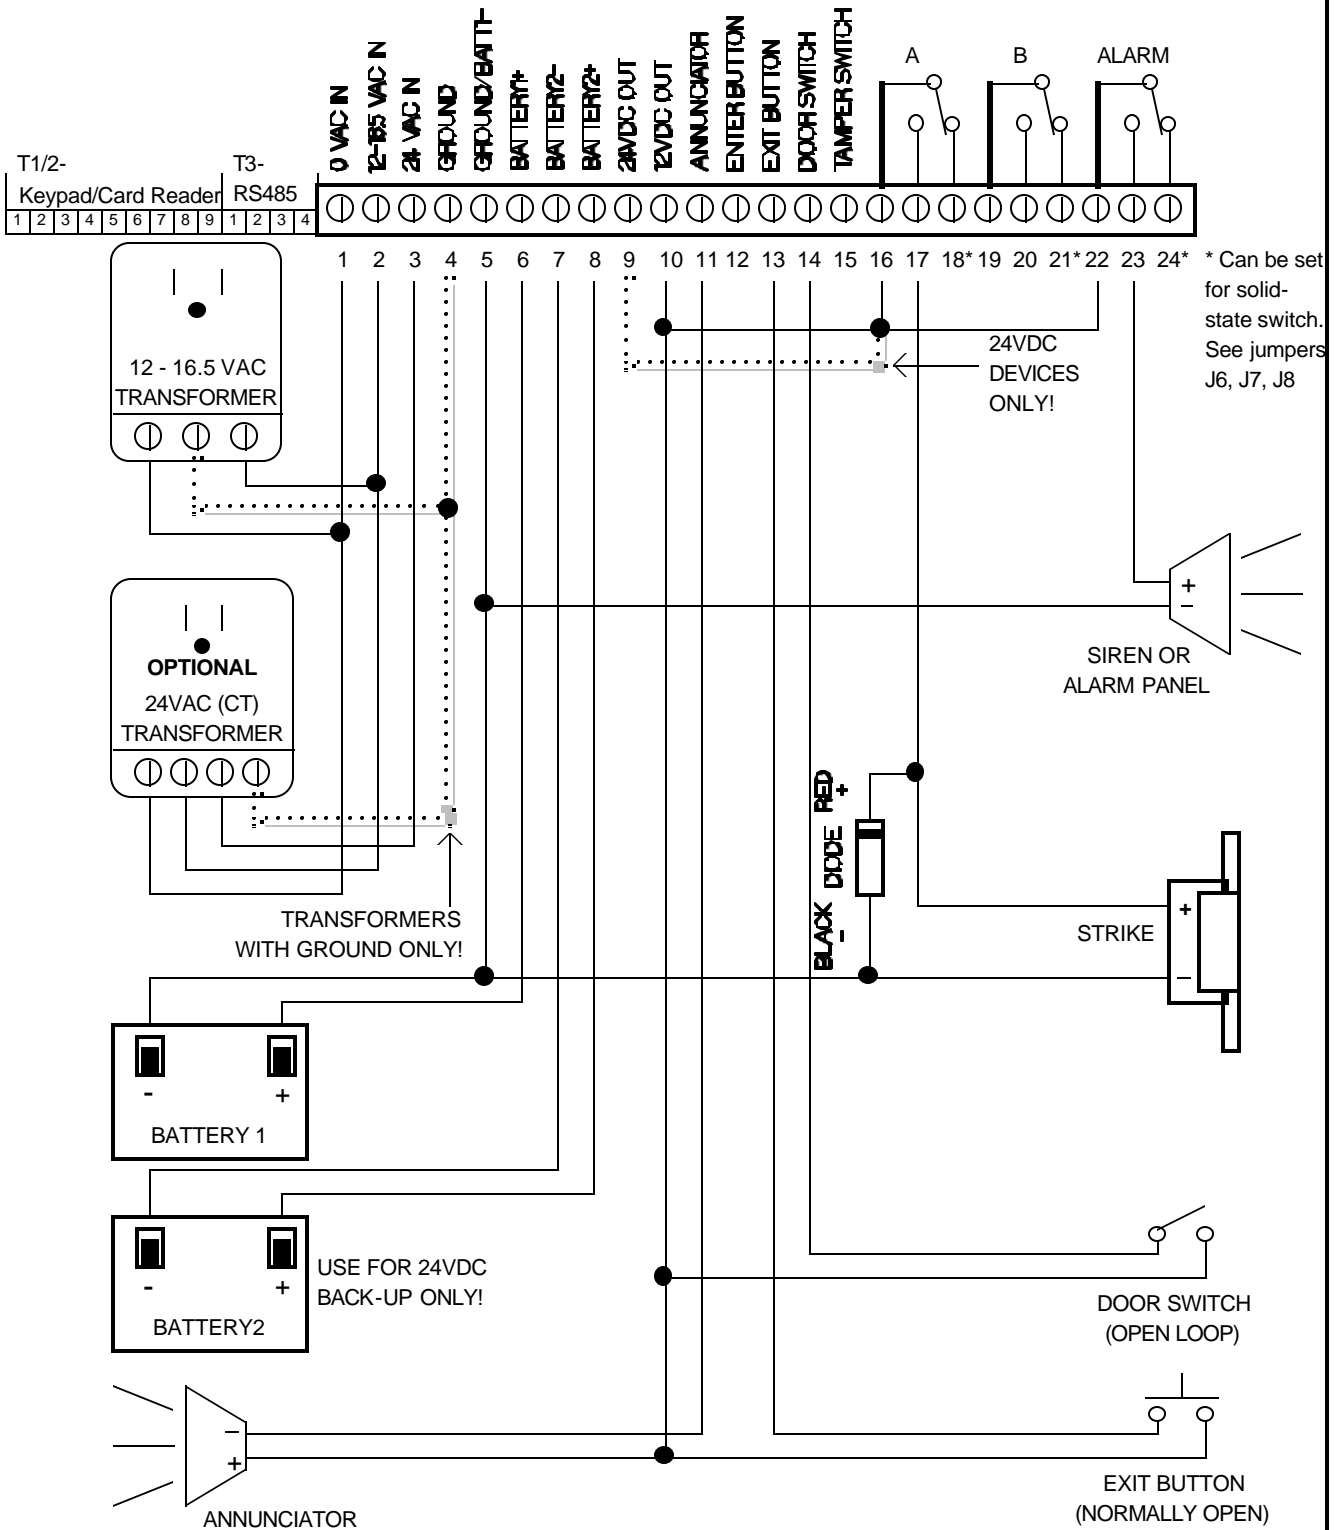 0 VAC IN
12-16.5 VAC IN
24 VAC IN
GROUND
GROUND/BATT1-
BATTERY1+
BATTERY2-
BATTERY2+
24VDC OUT
12VDC OUT
ANNUNCIATOR
ENTER BUTTON
EXIT BUTTON
DOOR SWITCH
TAMPER SWITCH
A B ALARM
T1/2- T3-
Keypad/Card Reader RS485
1 2 3 4 5 6 7 8 9 1 2 3 4
1 2 3 4 5 6 7 8 9 10 11 12 13 14 15 16 17 18* 19 20 21* 22 23 24*
* Can be set
for solid-
state switch.
See jumpers
J6, J7, J8
24VDC
DEVICES
ONLY!
12 - 16.5 VAC
TRANSFORMER
+
-
SIREN OR
ALARM PANEL
OPTIONAL
24VAC (CT)
TRANSFORMER
RED
+
DIODE
BLACK
-
TRANSFORMERS
WITH GROUND ONLY!
+
STRIKE
-
- +
BATTERY 1
- +
BATTERY2
USE FOR 24VDC
BACK-UP ONLY!
DOOR SWITCH
(OPEN LOOP)
-
+
ANNUNCIATOR
EXIT BUTTON
(NORMALLY OPEN)